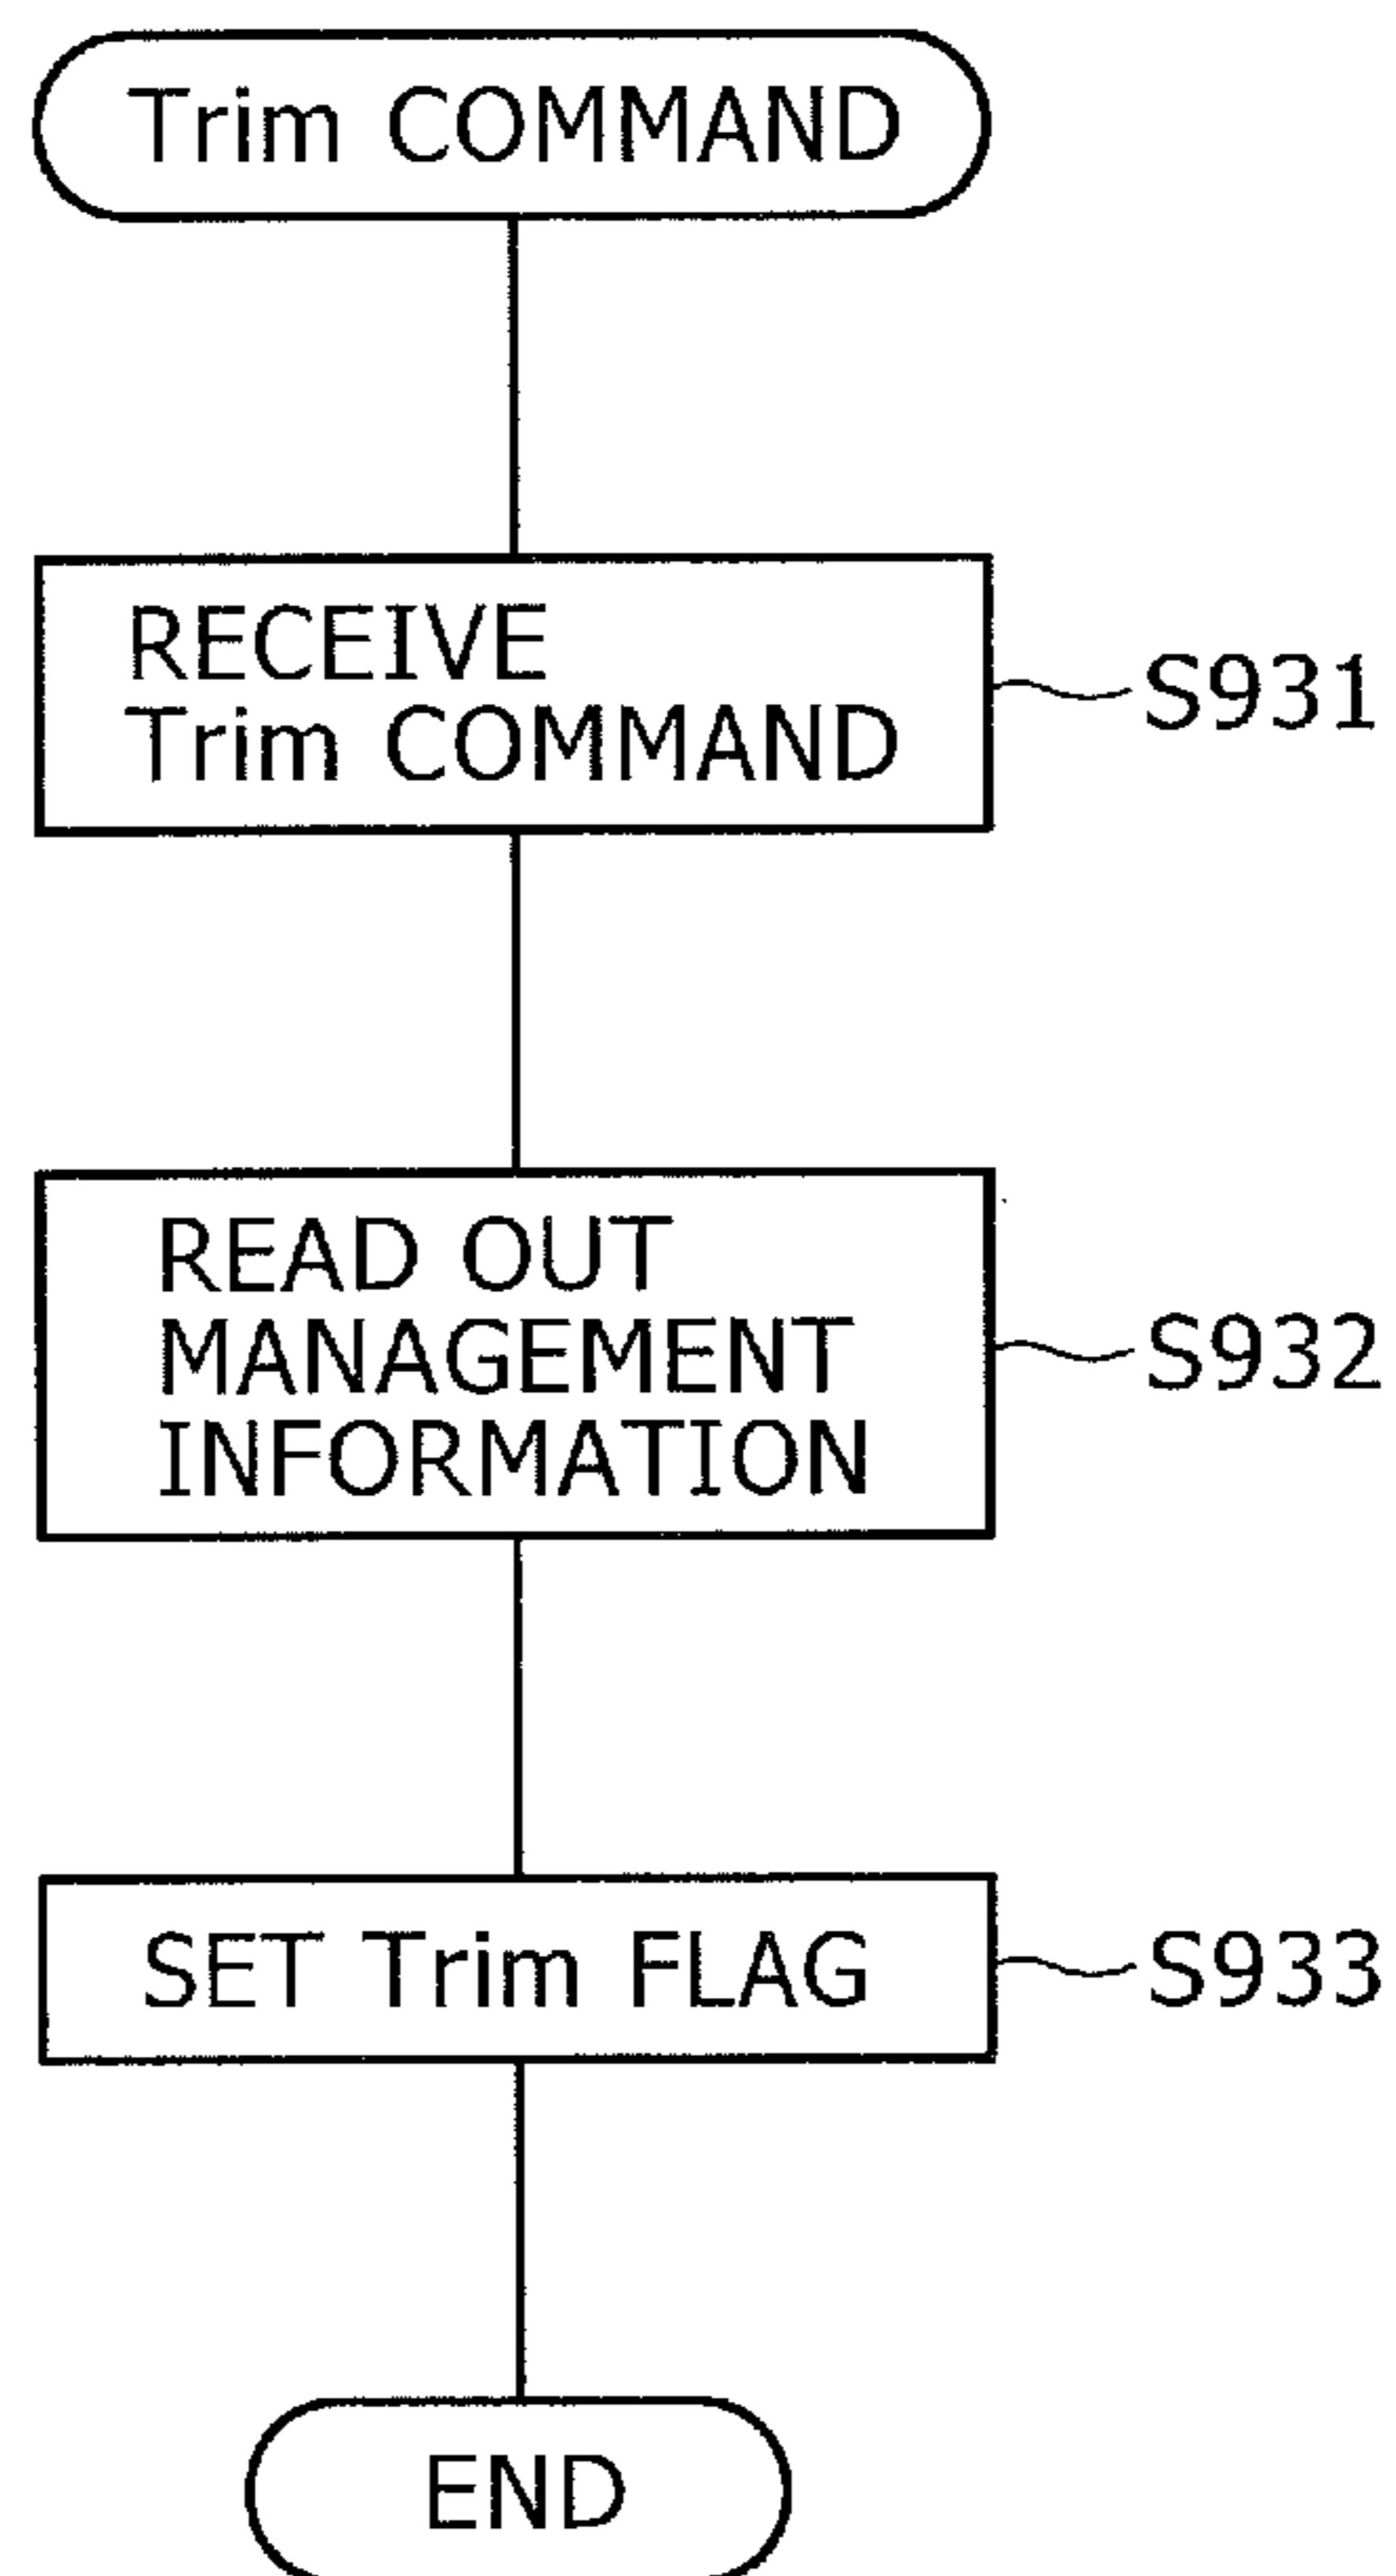 Trim COMMAND
RECEIVE
Trim COMMAND
S931
READ OUT
MANAGEMENT
INFORMATION
S932
SET Trim FLAG
S933
END